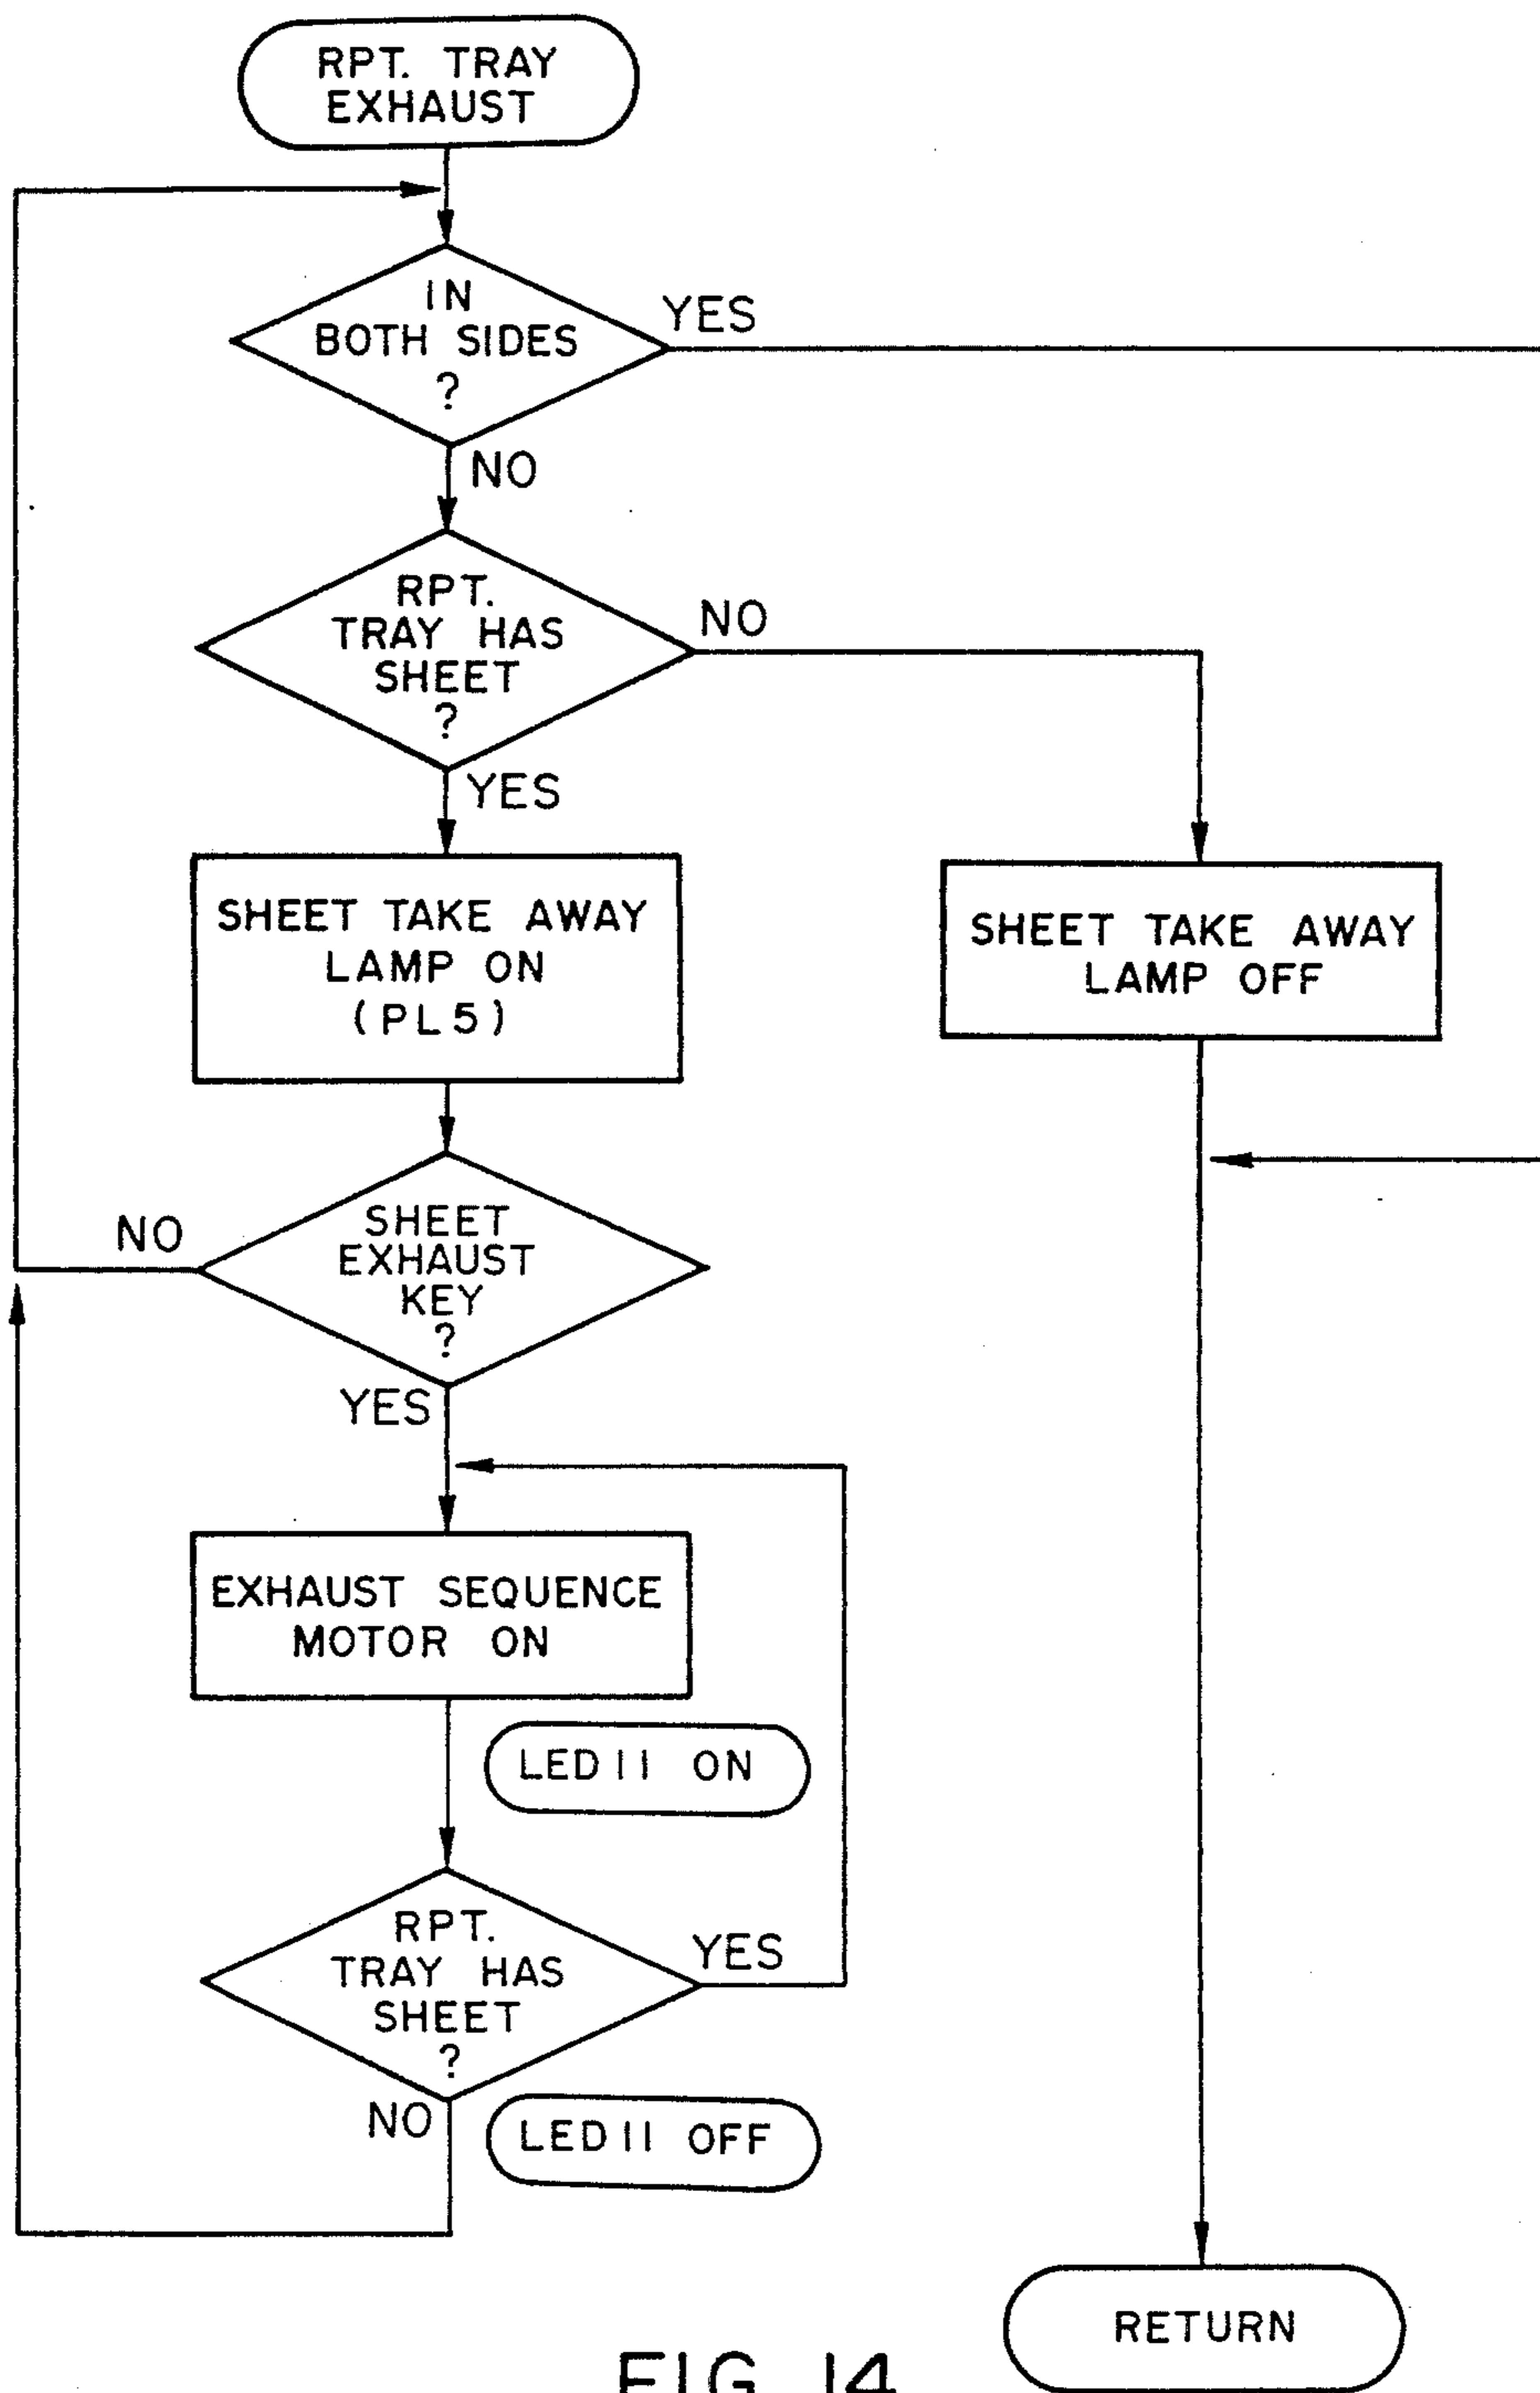 RPT. TRAY
EXHAUST
IN
BOTH SIDES
?
YES
NO
RPT.
TRAY HAS
SHEET
?
NO
YES
SHEET TAKE AWAY
LAMP ON
(PL5)
SHEET TAKE AWAY
LAMP OFF
SHEET
EXHAUST
KEY
?
NO
YES
EXHAUST SEQUENCE
MOTOR ON
LED11 ON
RPT.
TRAY HAS
SHEET
?
YES
NO
LED11 OFF
RETURN
FIG. 14